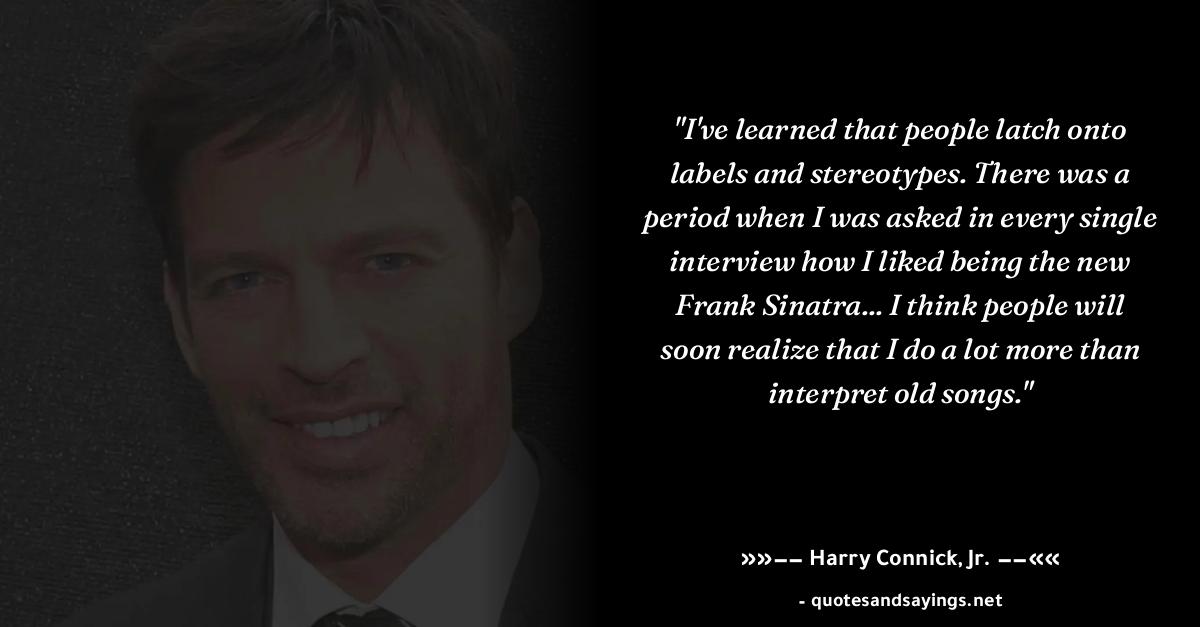 "I've learned that people latch onto
labels and stereotypes. There was a
period when I was asked in every single
interview how I liked being the new
Frank Sinatra... I think people will
soon realize that I do a lot more than
interpret old songs."
»»−− Harry Connick, Jr. −−««
- quotesandsayings.net